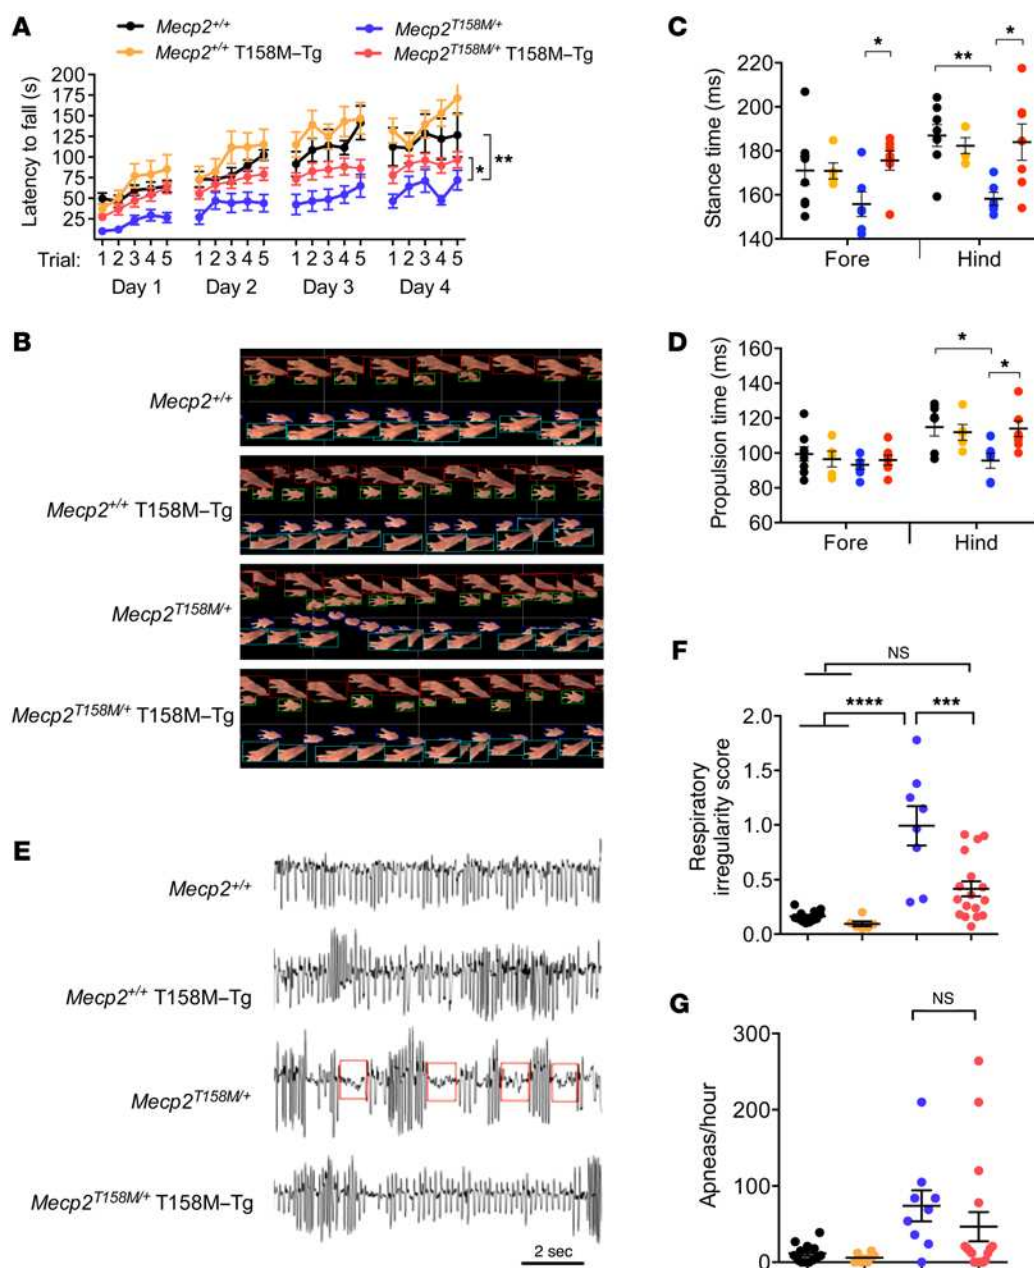 A
Mecp2+/+
Mecp2T158M/+
Mecp2+/+ T158M–Tg
Mecp2T158M/+ T158M–Tg
Latency to fall (s)
200
175
150
125
100
75
50
25
*
**
Trial:
1 2 3 4 5
1 2 3 4 5
1 2 3 4 5
1 2 3 4 5
Day 1
Day 2
Day 3
Day 4
B
Mecp2+/+
Mecp2+/+ T158M–Tg
Mecp2T158M/+
Mecp2T158M/+ T158M–Tg
C
Stance time (ms)
220
200
180
160
140
*
**
*
Fore
Hind
D
Propulsion time (ms)
160
140
120
100
80
60
*
*
Fore
Hind
E
Mecp2+/+
Mecp2+/+ T158M–Tg
Mecp2T158M/+
Mecp2T158M/+ T158M–Tg
2 sec
F
NS
****
***
Respiratory
irregularity score
2.0
1.5
1.0
0.5
0.0
G
NS
Apneas/hour
300
200
100
0